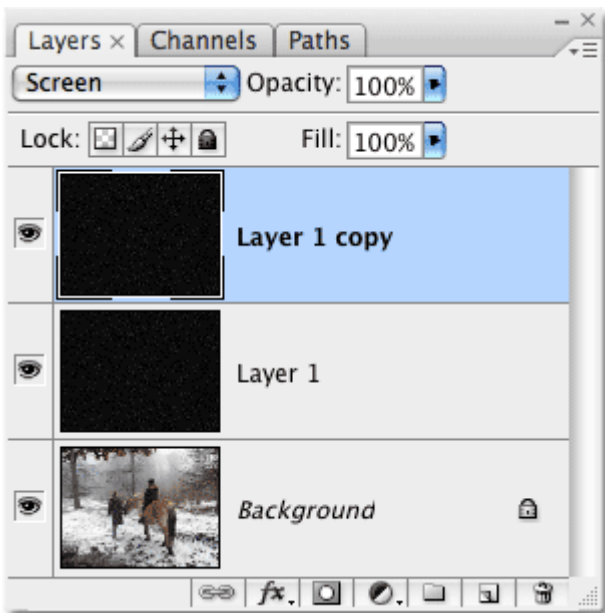 Layers × Channels Paths
Screen Opacity: 100%
Lock: Fill: 100%
Layer 1 copy
Layer 1
Background
fx.